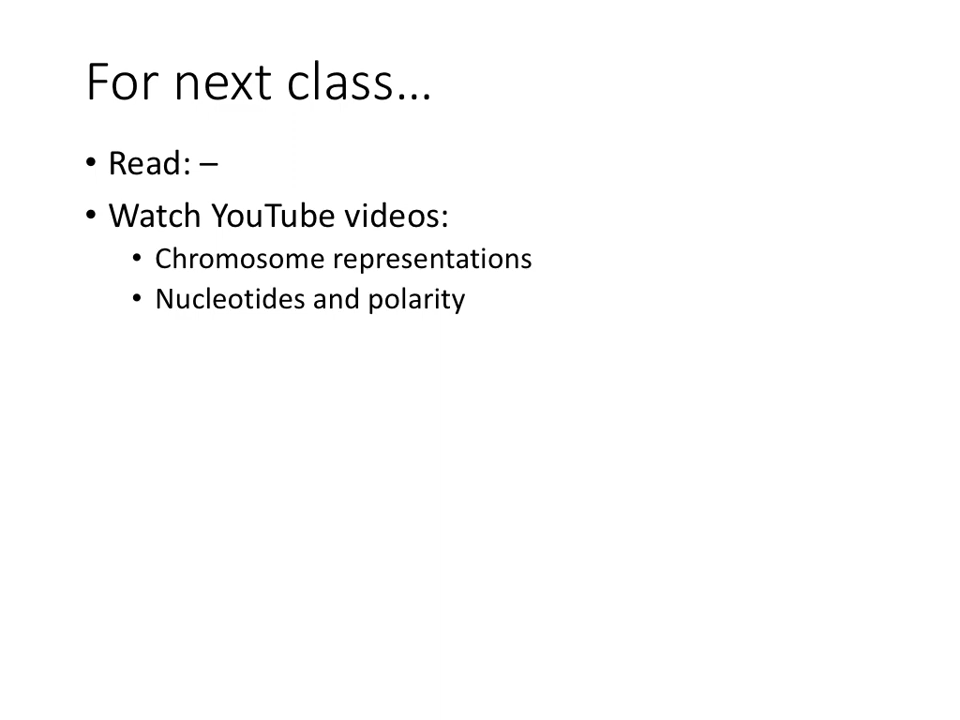 For next class…
• Read: –
• Watch YouTube videos:
• Chromosome representations
• Nucleotides and polarity